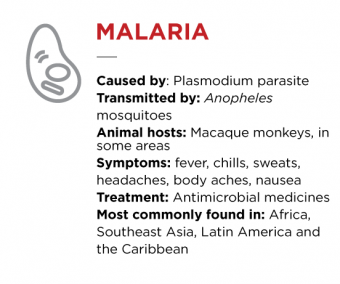 MALARIA
Caused by: Plasmodium parasite
Transmitted by: Anopheles
mosquitoes
Animal hosts: Macaque monkeys, in
some areas
Symptoms: fever, chills, sweats,
headaches, body aches, nausea
Treatment: Antimicrobial medicines
Most commonly found in: Africa,
Southeast Asia, Latin America and
the Caribbean